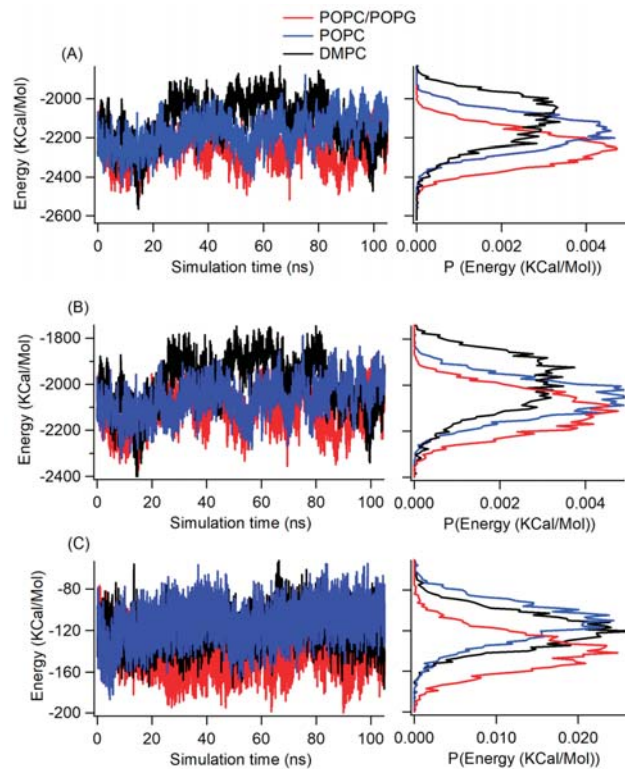 POPC/POPG
POPC
DMPC
(A)
Energy (KCal/Mol)
-2000
-2200
-2400
-2600
0 20 40 60 80 100
Simulation time (ns)
0.000 0.002 0.004
P (Energy (KCal/Mol))
(B)
Energy (KCal/Mol)
-1800
-2000
-2200
-2400
0 20 40 60 80 100
Simulation time (ns)
0.000 0.002 0.004
P(Energy (KCal/Mol))
(C)
Energy (KCal/Mol)
-80
-120
-160
-200
0 20 40 60 80 100
Simulation time (ns)
0.000 0.010 0.020
P(Energy (KCal/Mol))